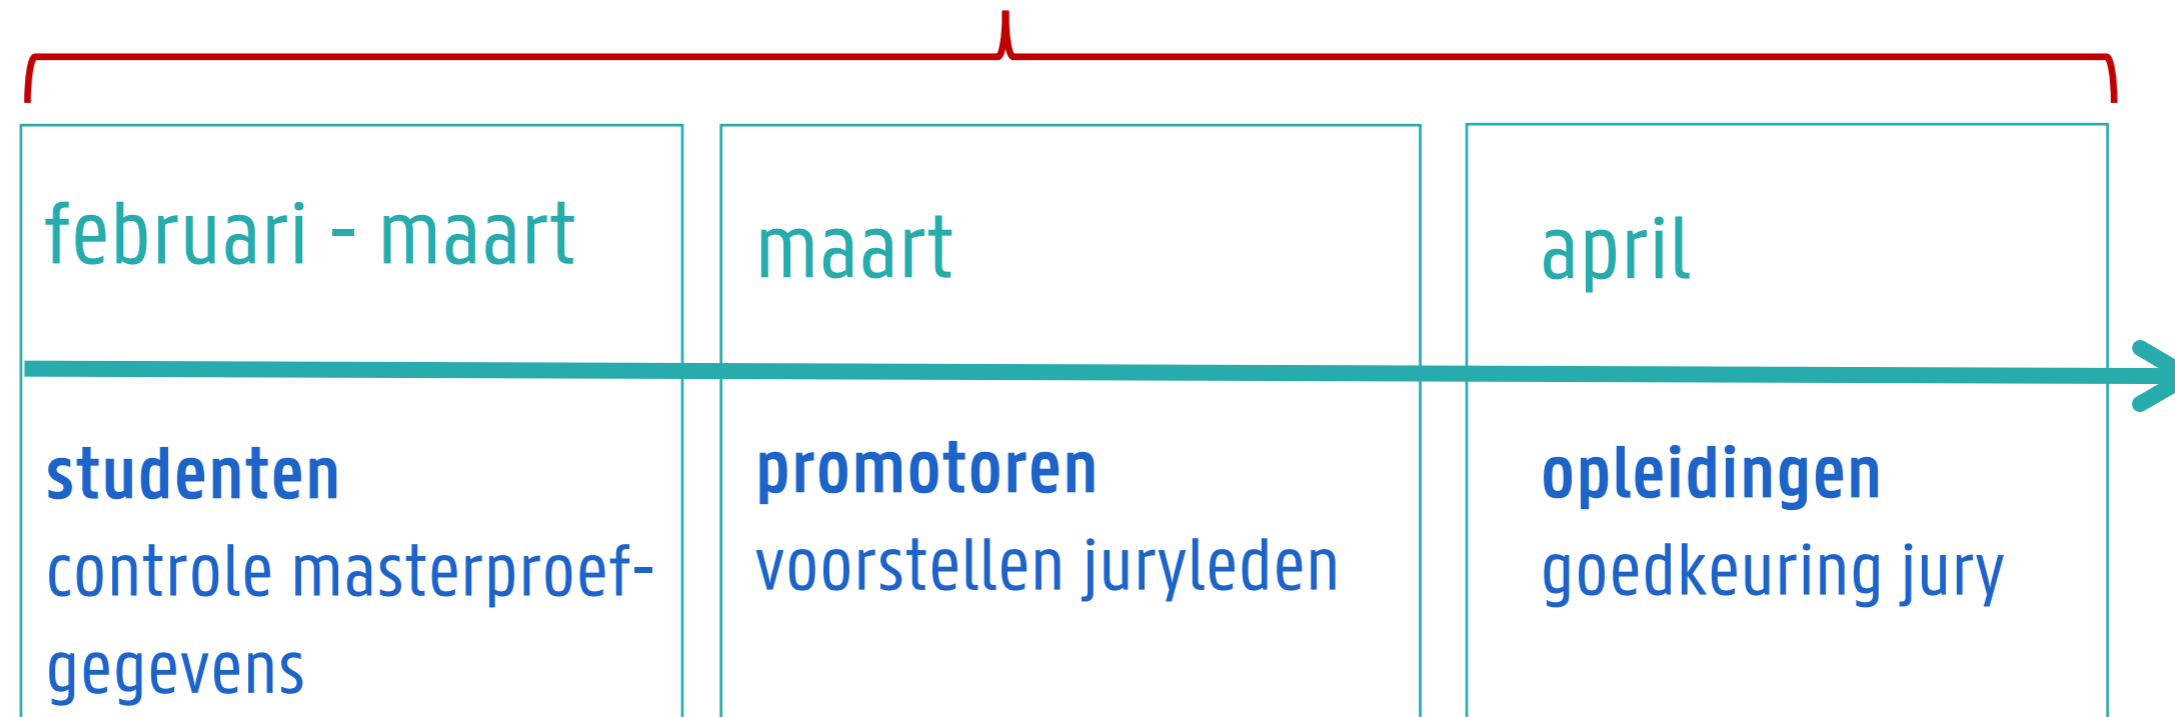 februari - maart
studenten
controle masterproef-
gegevens
maart
promotoren
voorstellen juryleden
april
opleidingen
goedkeuring jury